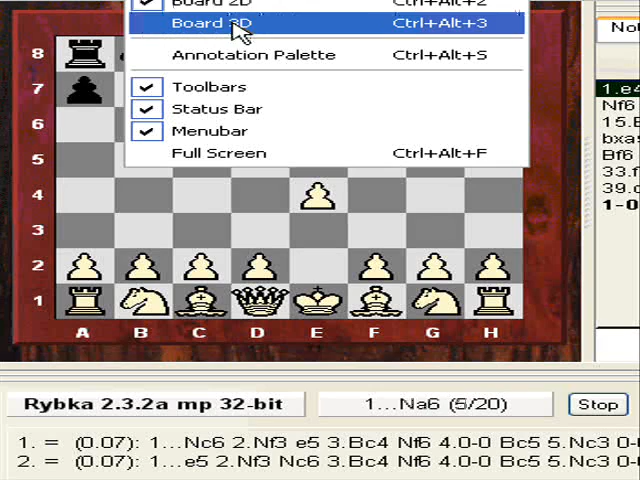 Board 2D Ctrl+Alt+2
Board 3D Ctrl+Alt+3
Annotation Palette Ctrl+Alt+S
Toolbars
Status Bar
Menubar
Full Screen Ctrl+Alt+F
8
7
6
5
4
3
2
1
A B C D E F G H
1.e4
Nf6
15.
bxa
Bf6
33.f
39.
1-0
Rybka 2.3.2a mp 32-bit
1...Na6 (5/20)
Stop
1. = (0.07): 1...Nc6 2.Nf3 e5 3.Bc4 Nf6 4.0-0 Bc5 5.Nc3 0-
2. = (0.07): 1...e5 2.Nf3 Nc6 3.Bc4 Nf6 4.0-0 Bc5 5.Nc3 0-